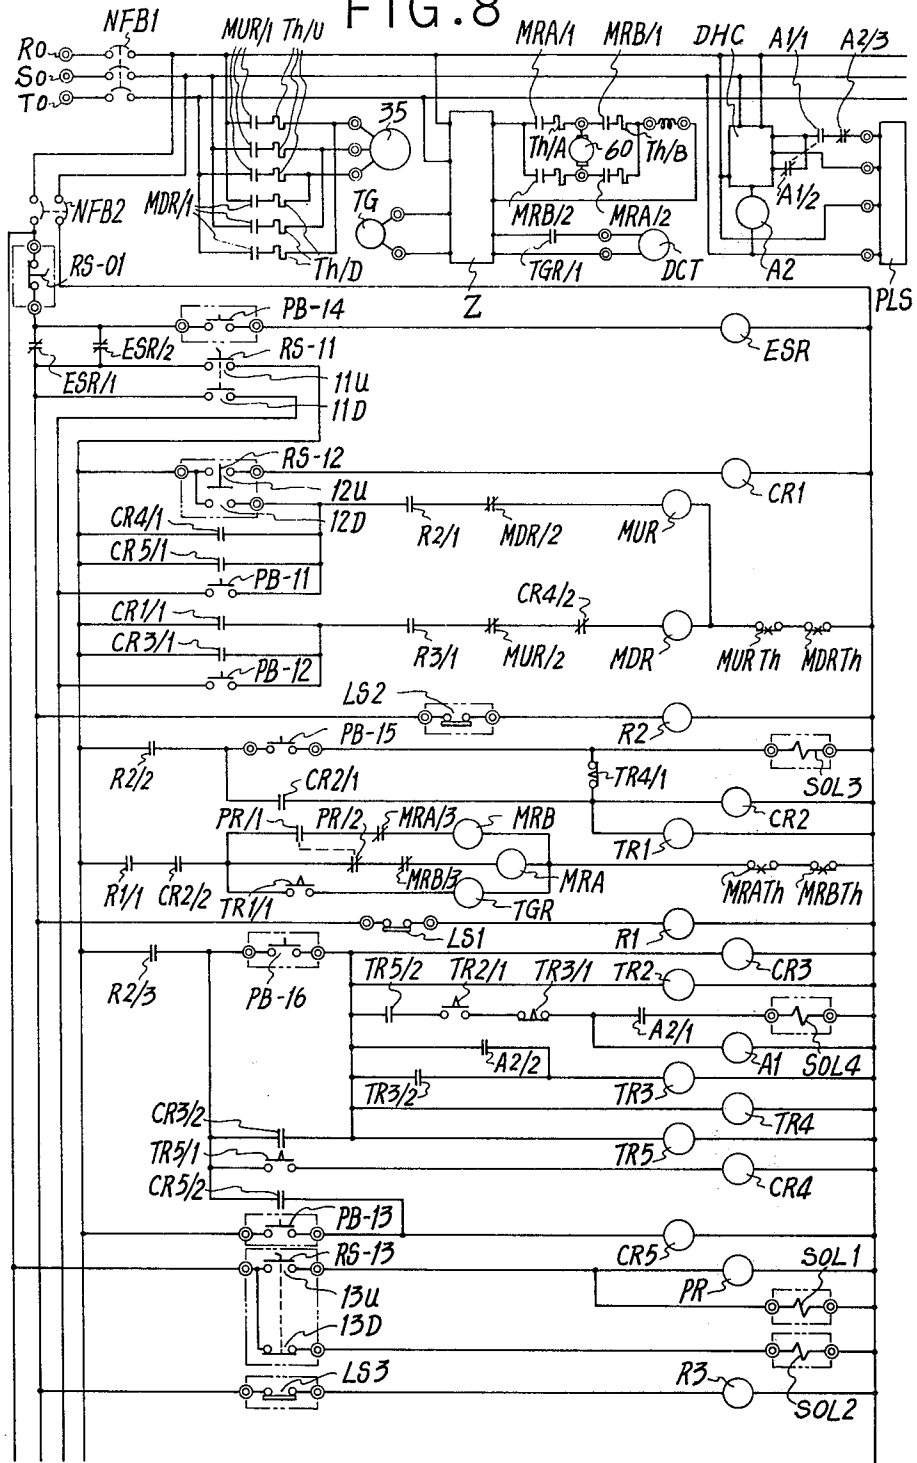 FIG.8
NFB1
MUR/1 Th/U
MRA/1 MRB/1 DHC A1/1 A2/3
R0
S0
T0
35
Th/A 60 Th/B
MDR/1
NFB2
TG
MRB/2 MRA/2
A1/2
RS-01
Th/D
TGR/1 DCT A2
Z
PLS
PB-14
ESR/2
ESR
RS-11
ESR/1
11U
11D
RS-12
12U
CR1
CR4/1
12D
R2/1 MDR/2 MUR
CR5/1
PB-11
CR4/2
CR1/1
CR3/1
R3/1 MUR/2 MDR MURTh MDRTh
PB-12
LS2
R2
PB-15
R2/2
TR4/1 SOL3
CR2/1
CR2
PR/1 PR/2 MRA/3 MRB
TR1
MRA
R1/1 CR2/2
MRB/3
MRATh MRBTh
TR1/1
TGR
LS1
R1
R2/3
PB-16
CR3
TR5/2 TR2/1 TR3/1 TR2
A2/1
A1 SOL4
A2/2
TR3/2
TR3
CR3/2
TR4
TR5/1
TR5
CR5/2
CR4
PB-13
CR5
RS-13
SOL1
PR
13U
13D
LS3
R3
SOL2